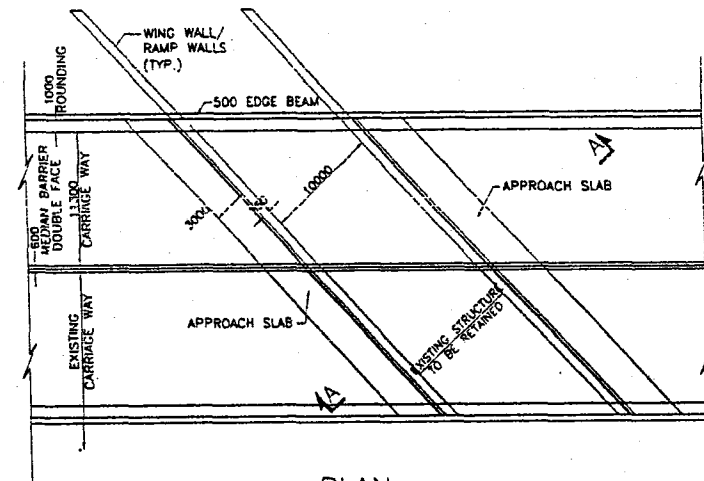 WING WALL/
RAMP WALLS
(TYP.)
1000
ROUNDING
500 EDGE BEAM
A
600
MEDIAN BARRIER
DOUBLE FACE
11300
CARRIAGE WAY
3000
10000
APPROACH SLAB
APPROACH SLAB
EXISTING STRUCTURE
TO BE RETAINED
EXISTING
CARRIAGE WAY
A
PLAN